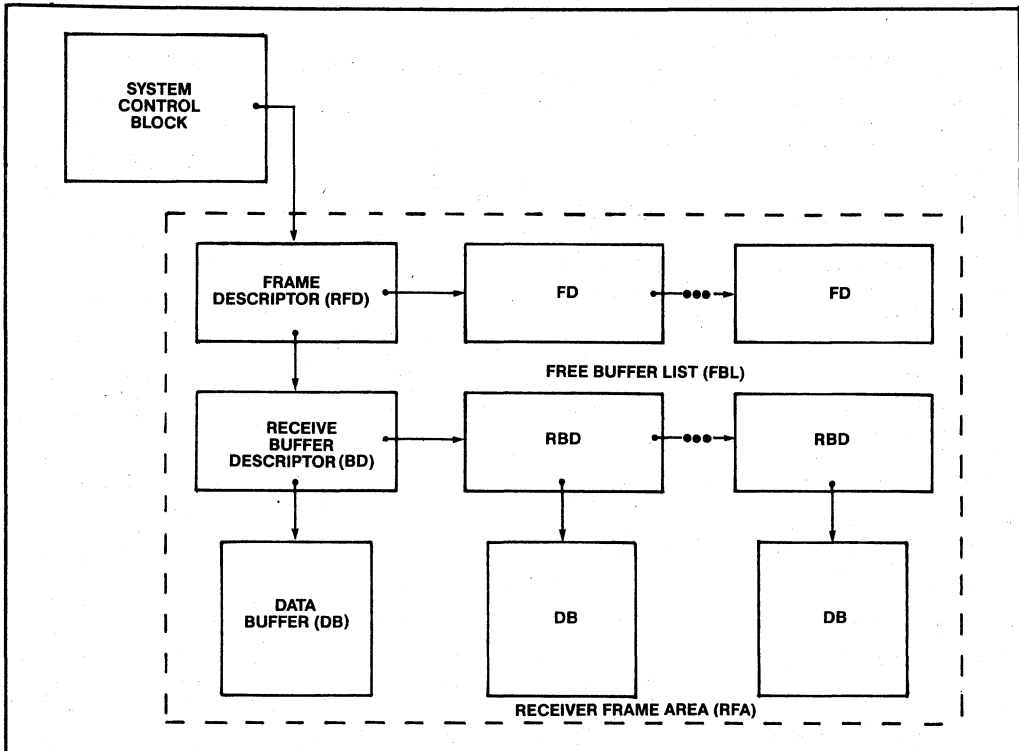 SYSTEM
CONTROL
BLOCK
FRAME
DESCRIPTOR (RFD)
FD
FD
FREE BUFFER LIST (FBL)
RECEIVE
BUFFER
DESCRIPTOR (BD)
RBD
RBD
DATA
BUFFER (DB)
DB
DB
RECEIVER FRAME AREA (RFA)